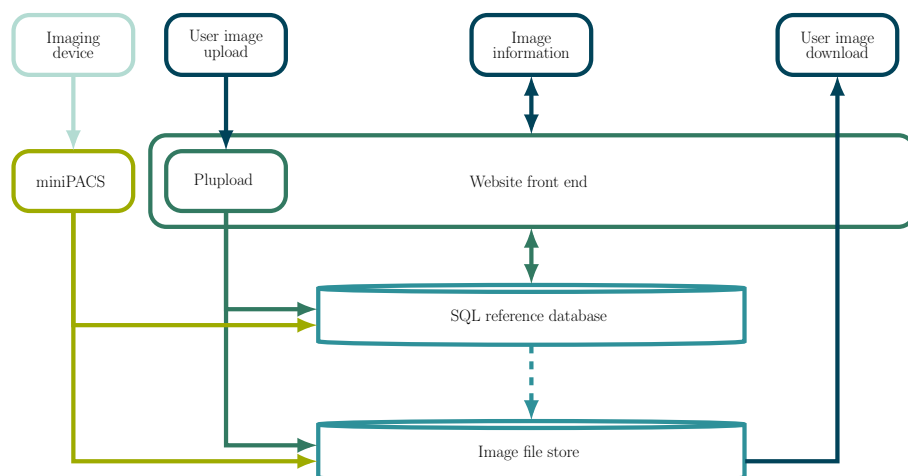 Imaging
device
User image
upload
Image
information
User image
download
miniPACS
Plupload
Website front end
SQL reference database
Image file store